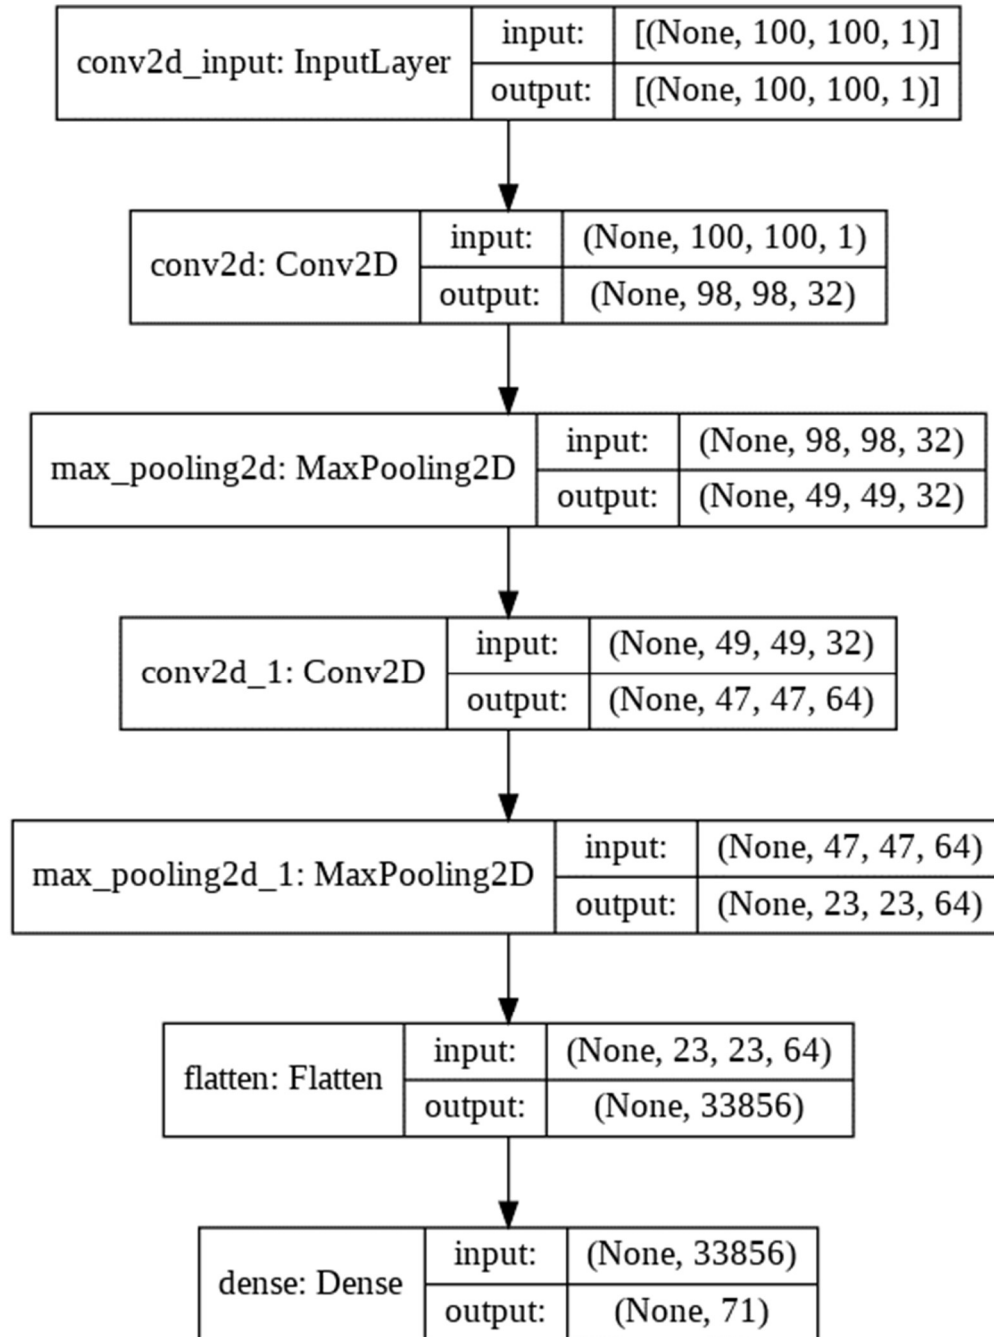 conv2d_input: InputLayer
input: [(None, 100, 100, 1)]
output: [(None, 100, 100, 1)]
conv2d: Conv2D
input: (None, 100, 100, 1)
output: (None, 98, 98, 32)
max_pooling2d: MaxPooling2D
input: (None, 98, 98, 32)
output: (None, 49, 49, 32)
conv2d_1: Conv2D
input: (None, 49, 49, 32)
output: (None, 47, 47, 64)
max_pooling2d_1: MaxPooling2D
input: (None, 47, 47, 64)
output: (None, 23, 23, 64)
flatten: Flatten
input: (None, 23, 23, 64)
output: (None, 33856)
dense: Dense
input: (None, 33856)
output: (None, 71)